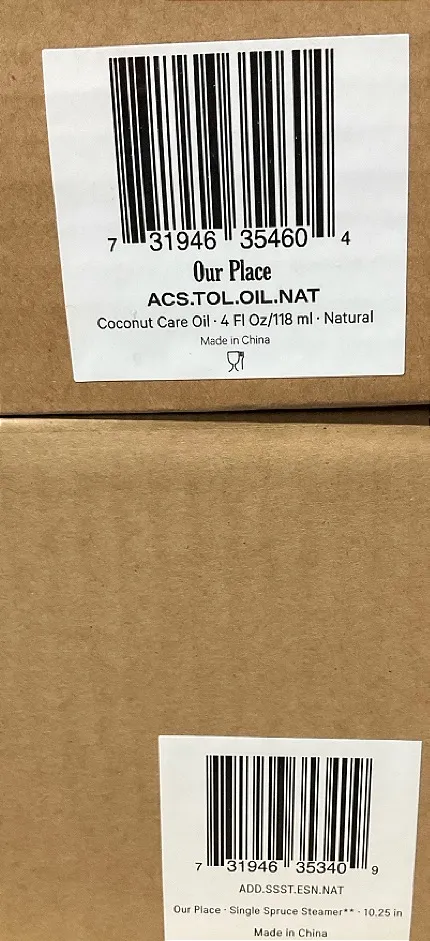 7 31946 35460 4
Our Place
ACS.TOL.OIL.NAT
Coconut Care Oil · 4 Fl Oz/118 ml · Natural
Made in China
7 31946 35340 9
ADD.SSST.ESN.NAT
Our Place · Single Spruce Steamer** · 10.25 in
Made in China